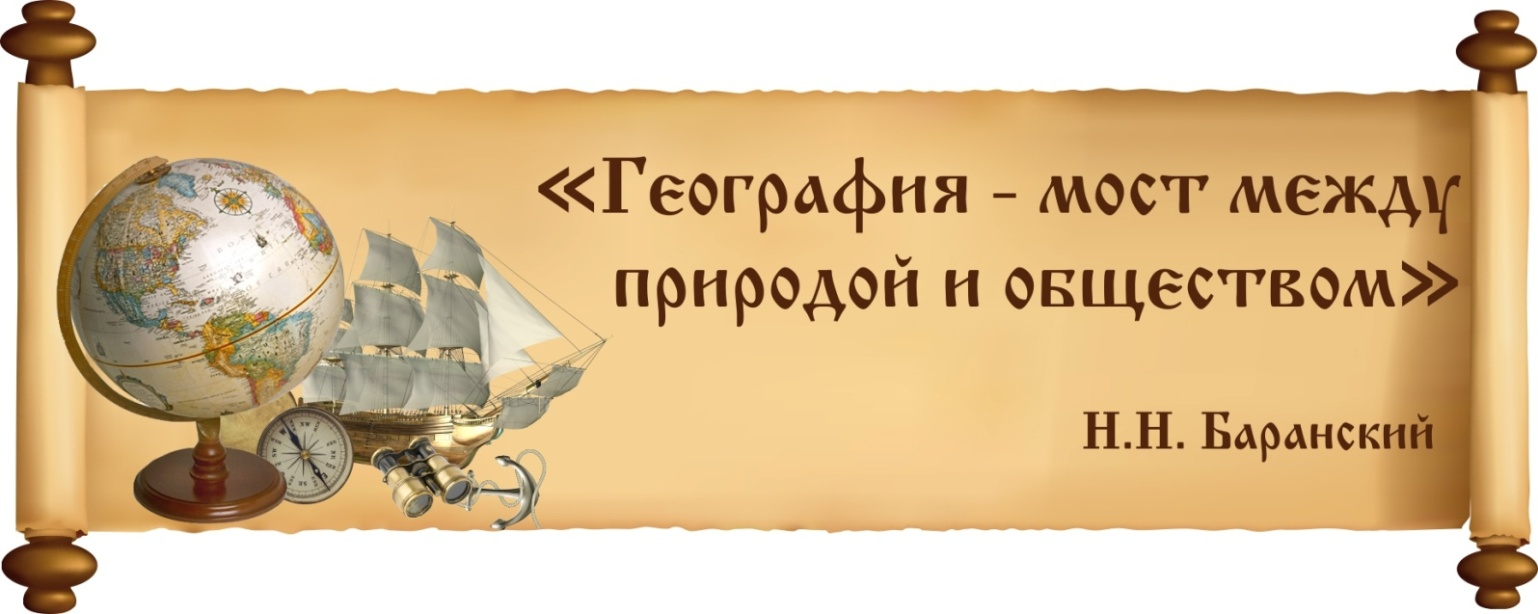 «География - мост между
природой и обществом»
Н.Н. Баранский